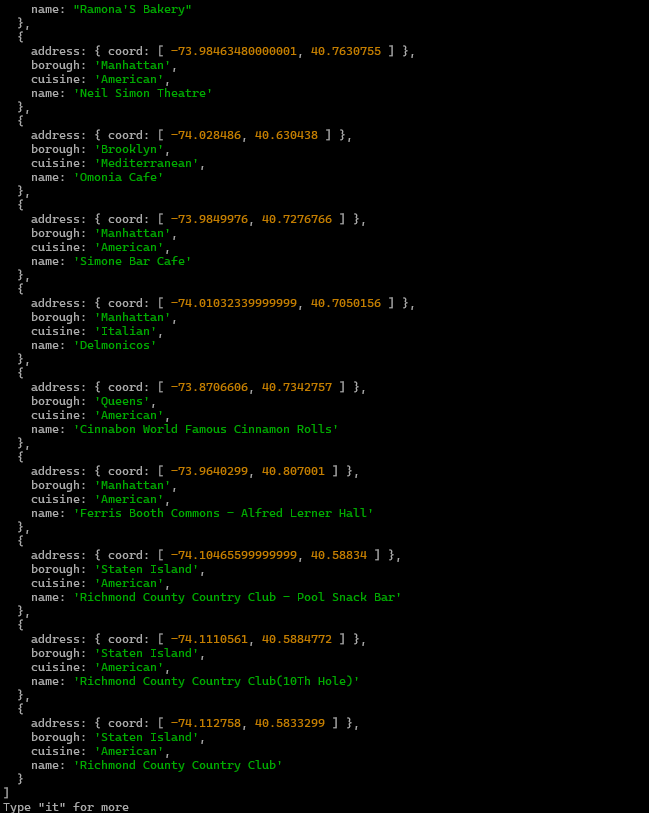 name: "Ramona'S Bakery"
},
{
address: { coord: [ -73.98463480000001, 40.7630755 ] },
borough: 'Manhattan',
cuisine: 'American',
name: 'Neil Simon Theatre'
},
{
address: { coord: [ -74.028486, 40.630438 ] },
borough: 'Brooklyn',
cuisine: 'Mediterranean',
name: 'Omonia Cafe'
},
{
address: { coord: [ -73.9849976, 40.7276766 ] },
borough: 'Manhattan',
cuisine: 'American',
name: 'Simone Bar Cafe'
},
{
address: { coord: [ -74.01032339999999, 40.7050156 ] },
borough: 'Manhattan',
cuisine: 'Italian',
name: 'Delmonicos'
},
{
address: { coord: [ -73.8706606, 40.7342757 ] },
borough: 'Queens',
cuisine: 'American',
name: 'Cinnabon World Famous Cinnamon Rolls'
},
{
address: { coord: [ -73.9640299, 40.807001 ] },
borough: 'Manhattan',
cuisine: 'American',
name: 'Ferris Booth Commons - Alfred Lerner Hall'
},
{
address: { coord: [ -74.10465599999999, 40.58834 ] },
borough: 'Staten Island',
cuisine: 'American',
name: 'Richmond County Country Club - Pool Snack Bar'
},
{
address: { coord: [ -74.1110561, 40.5884772 ] },
borough: 'Staten Island',
cuisine: 'American',
name: 'Richmond County Country Club(10Th Hole)'
},
{
address: { coord: [ -74.112758, 40.5833299 ] },
borough: 'Staten Island',
cuisine: 'American',
name: 'Richmond County Country Club'
}
]
Type "it" for more